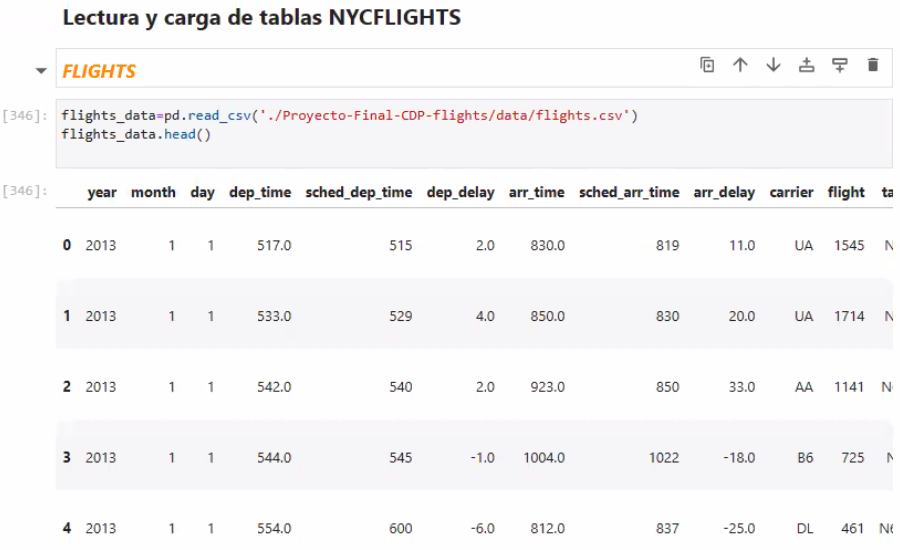 Lectura y carga de tablas NYCFLIGHTS
FLIGHTS
[346]: flights_data=pd.read_csv('./Proyecto-Final-CDP-flights/data/flights.csv')
flights_data.head()
[346]: year month day dep_time sched_dep_time dep_delay arr_time sched_arr_time arr_delay carrier flight ta
0 2013 1 1 517.0 515 2.0 830.0 819 11.0 UA 1545 N
1 2013 1 1 533.0 529 4.0 850.0 830 20.0 UA 1714 N
2 2013 1 1 542.0 540 2.0 923.0 850 33.0 AA 1141 N
3 2013 1 1 544.0 545 -1.0 1004.0 1022 -18.0 B6 725 N
4 2013 1 1 554.0 600 -6.0 812.0 837 -25.0 DL 461 N6